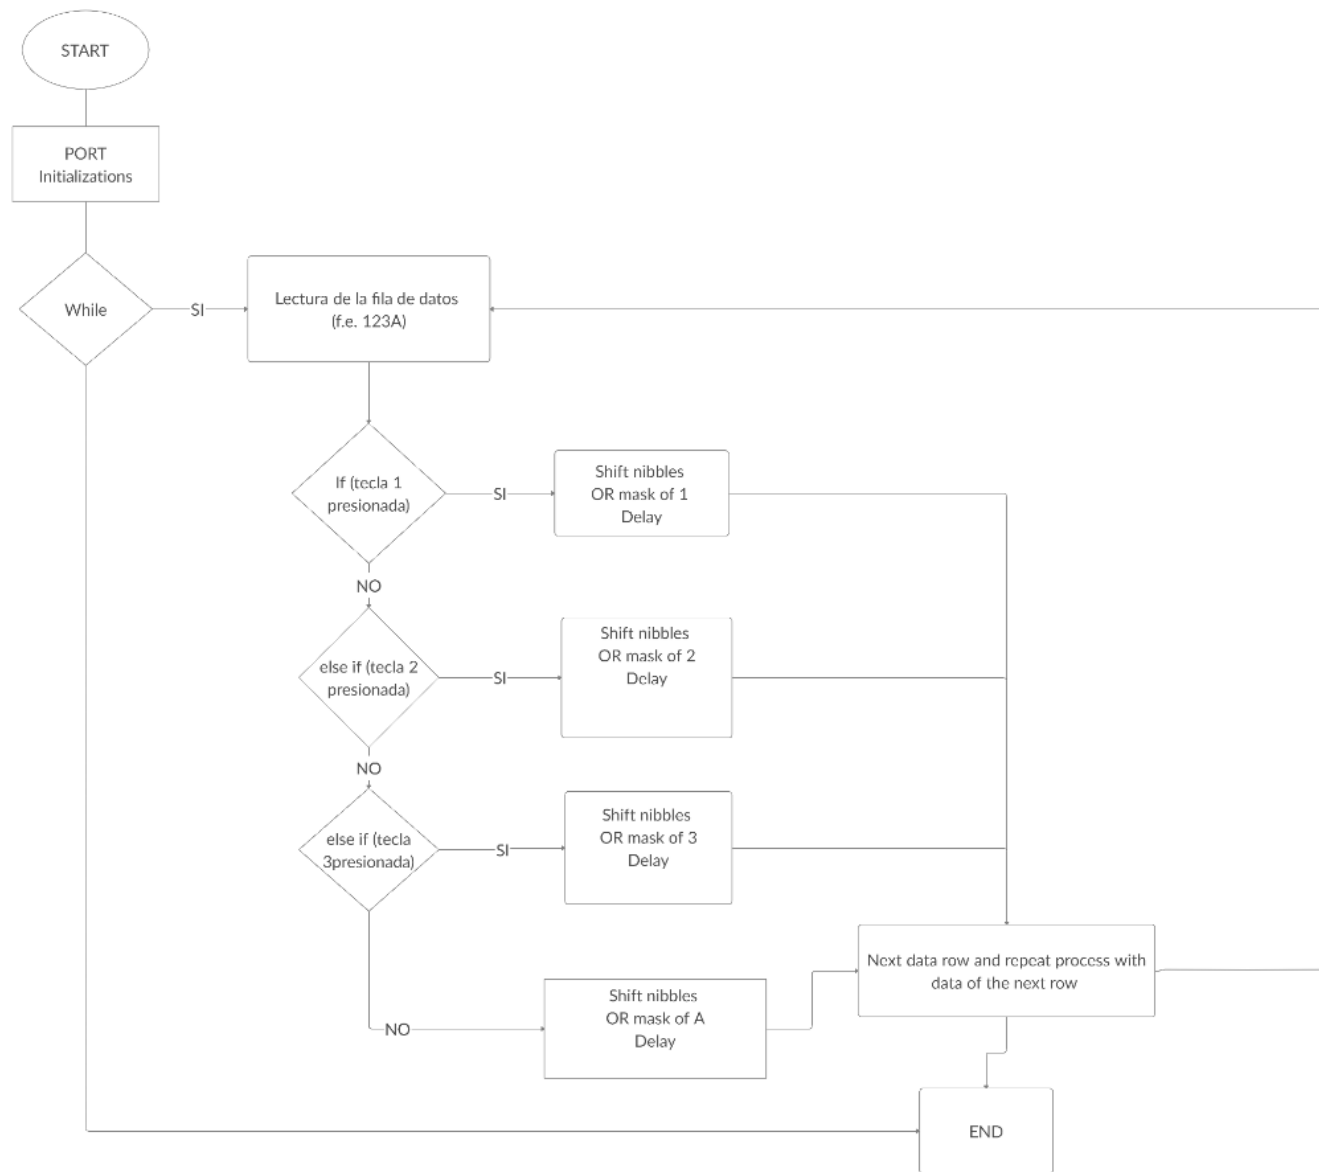 START
PORT
Initializations
While
SI
Lectura de la fila de datos
(f.e. 123A)
If (tecla 1
presionada)
SI
Shift nibbles
OR mask of 1
Delay
NO
else if (tecla 2
presionada)
SI
Shift nibbles
OR mask of 2
Delay
NO
else if (tecla
3presionada)
SI
Shift nibbles
OR mask of 3
Delay
NO
Shift nibbles
OR mask of A
Delay
Next data row and repeat process with
data of the next row
END